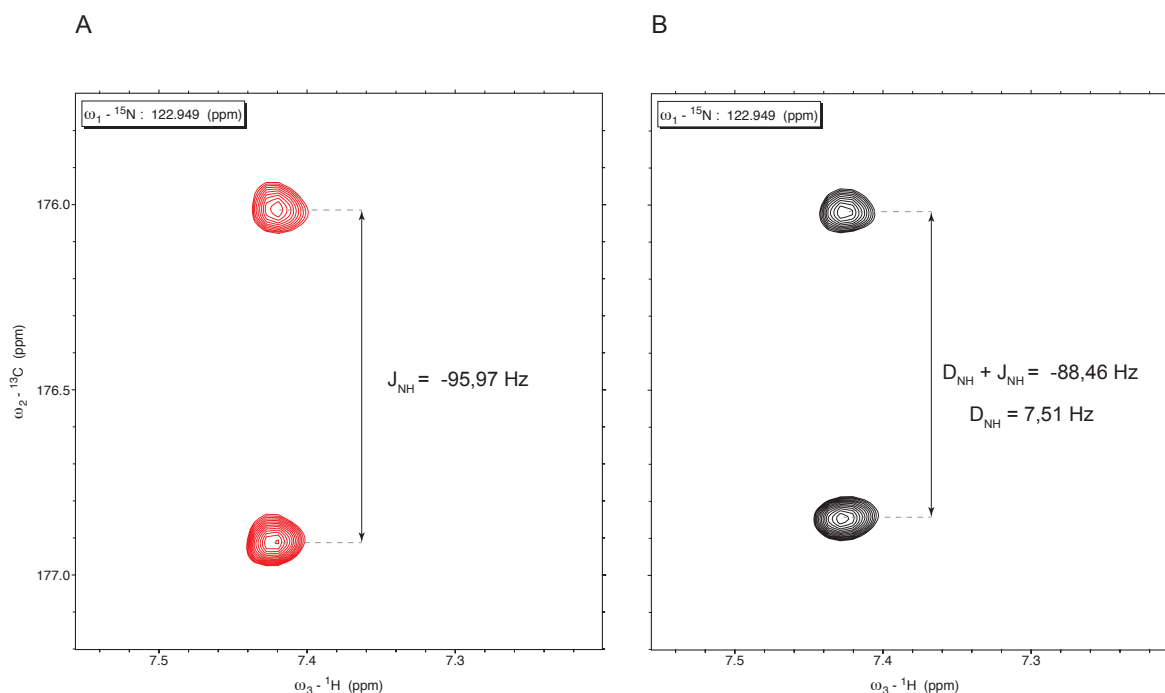 A
B
ω1 - 15N : 122.949 (ppm)
ω1 - 15N : 122.949 (ppm)
176.0
176.5
177.0
ω2 - 13C (ppm)
JNH = -95,97 Hz
DNH + JNH = -88,46 Hz
DNH = 7,51 Hz
7.5
7.4
7.3
7.5
7.4
7.3
ω3 - 1H (ppm)
ω3 - 1H (ppm)